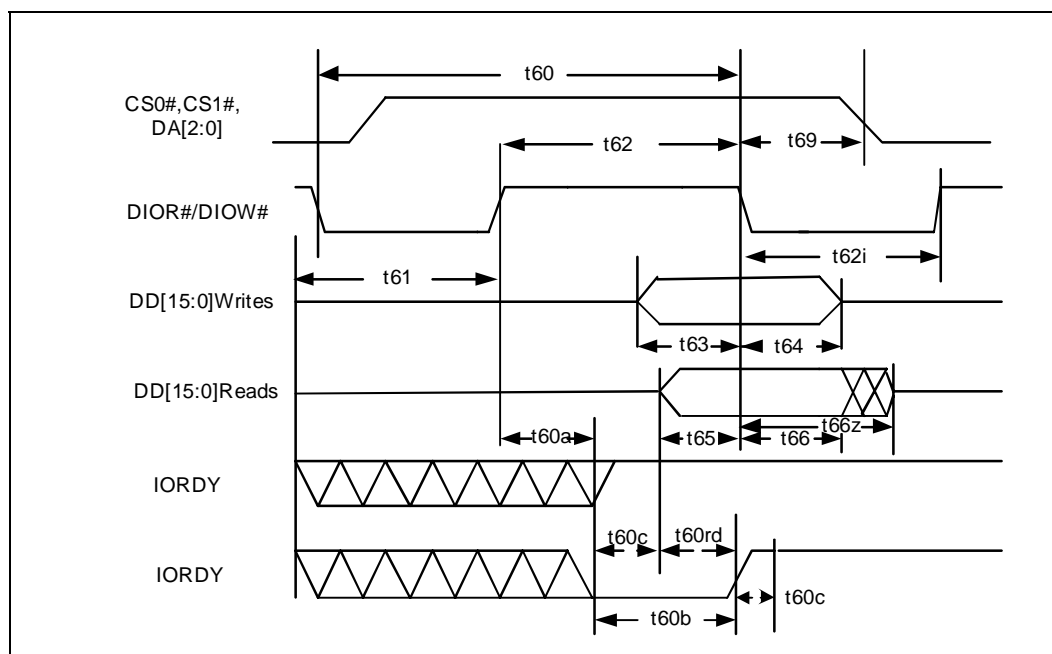 t60
CS0#,CS1#,
DA[2:0]
t62
t69
DIOR#/DIOW#
t62i
t61
DD[15:0]Writes
t63
t64
DD[15:0]Reads
t60a
t65
t66
t66z
IORDY
t60c
t60rd
IORDY
t60c
t60b